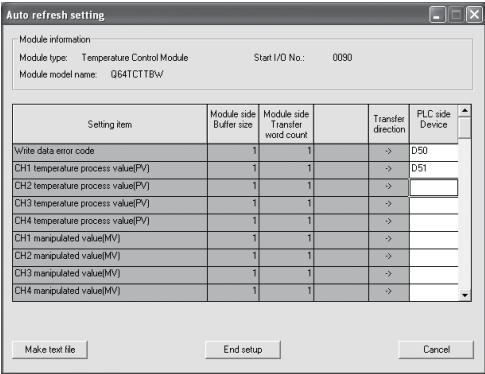 Auto refresh setting
Module information
Module type: Temperature Control Module Start I/O No.: 0090
Module model name: Q64TCTTBW
Setting item Module side Buffer size Module side Transfer word count Transfer direction PLC side Device
Write data error code 1 1 -> D50
CH1 temperature process value(PV) 1 1 -> D51
CH2 temperature process value(PV) 1 1 ->
CH3 temperature process value(PV) 1 1 ->
CH4 temperature process value(PV) 1 1 ->
CH1 manipulated value(MV) 1 1 ->
CH2 manipulated value(MV) 1 1 ->
CH3 manipulated value(MV) 1 1 ->
CH4 manipulated value(MV) 1 1 ->
Make text file End setup Cancel